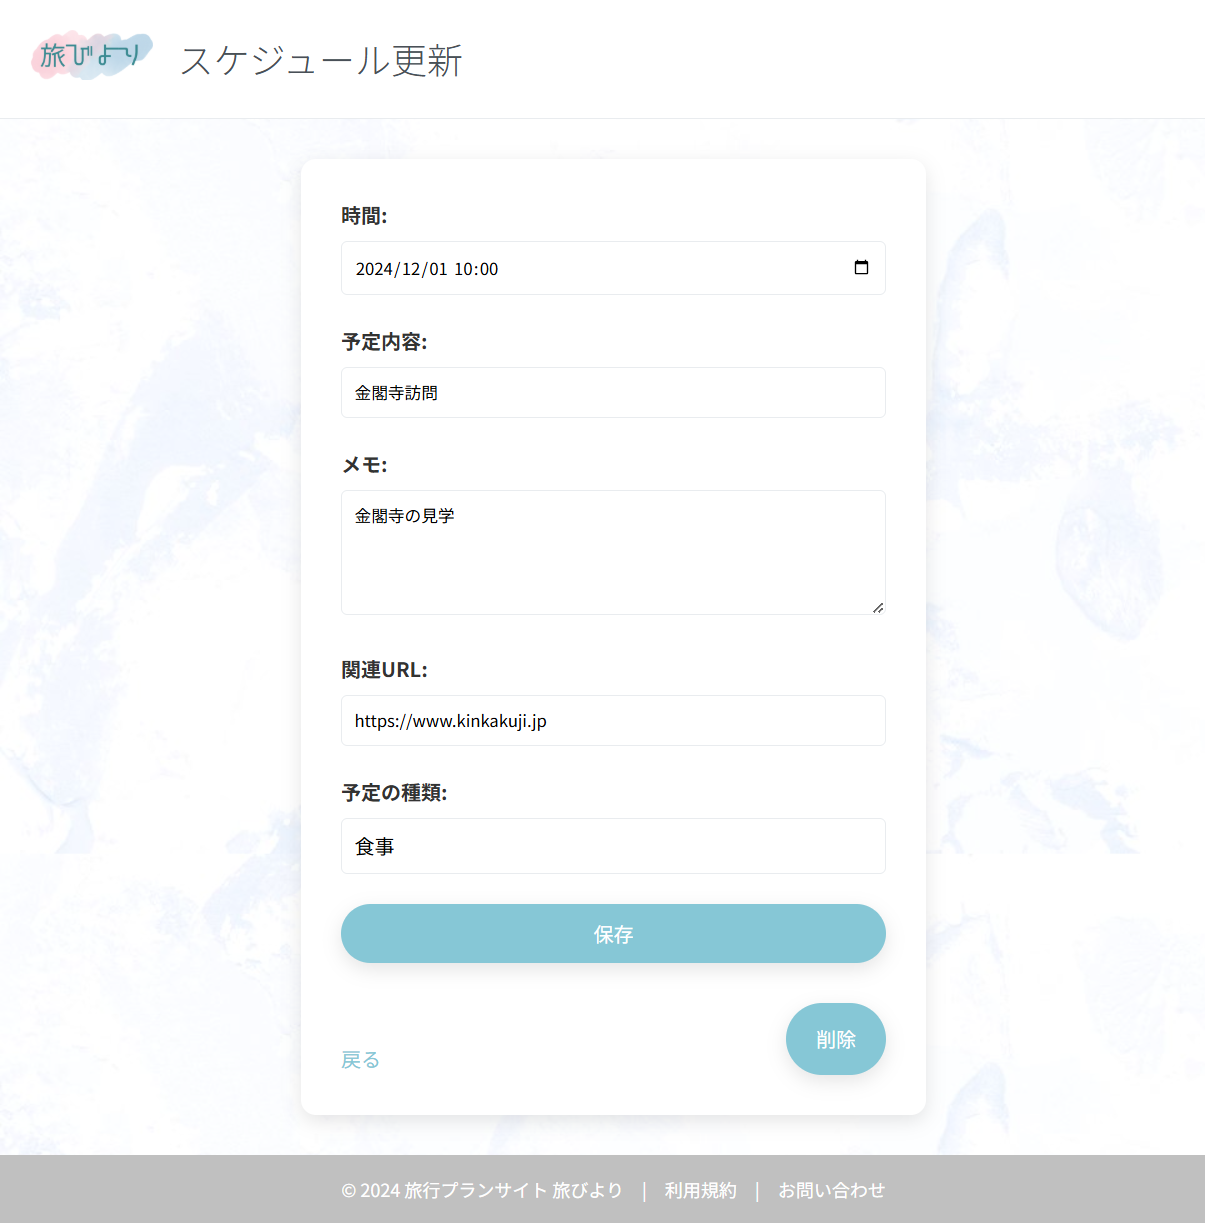 旅びより
スケジュール更新
時間:
2024/12/01 10:00
予定内容:
金閣寺訪問
メモ:
金閣寺の見学
関連URL:
https://www.kinkakuji.jp
予定の種類:
食事
保存
削除
戻る
© 2024 旅行プランサイト 旅びより | 利用規約 | お問い合わせ